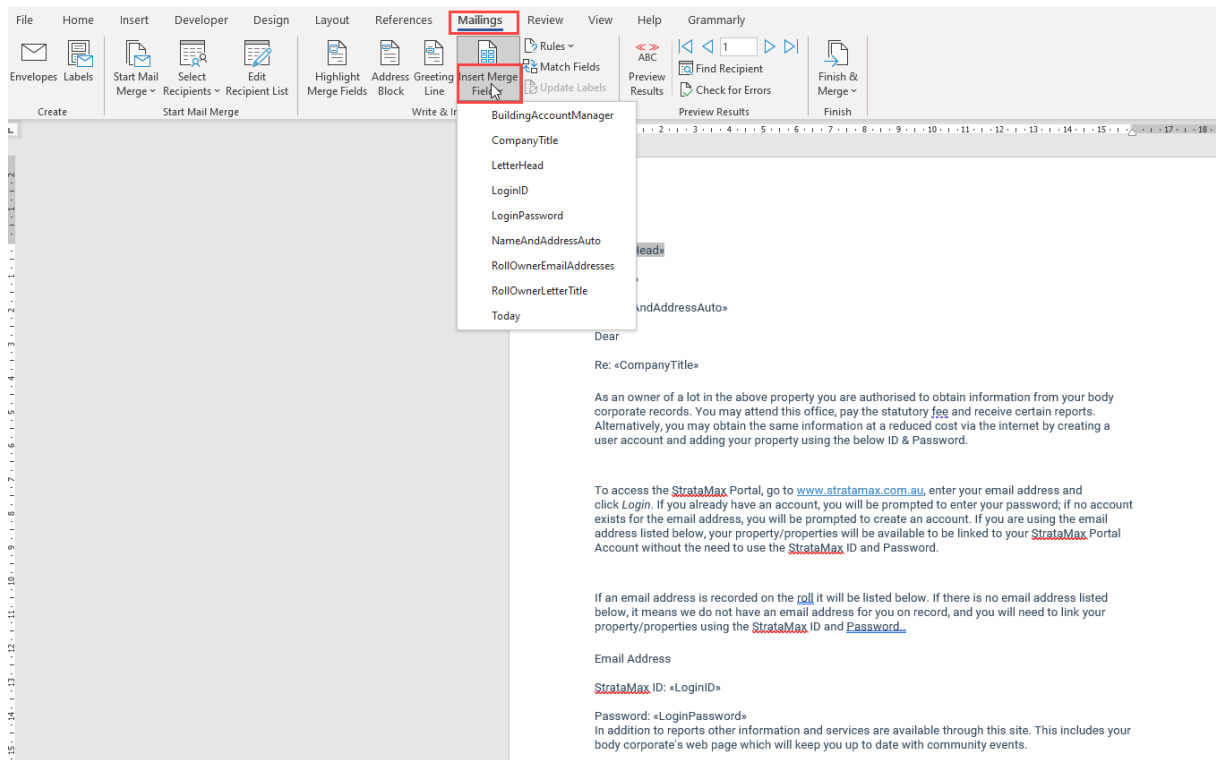 File Home Insert Developer Design Layout References Mailings Review View Help Grammarly
Envelopes Labels
Create
Start Mail Merge Select Recipients Edit Recipient List
Start Mail Merge
Highlight Merge Fields Address Block Greeting Line Insert Merge Field
Rules
Match Fields
Update Labels
Write & In
ABC
Preview Results
1
Find Recipient
Check for Errors
Preview Results
Finish & Merge
Finish
BuildingAccountManager
CompanyTitle
LetterHead
LoginID
LoginPassword
NameAndAddressAuto
RollOwnerEmailAddresses
RollOwnerLetterTitle
Today
Head»
»
AndAddressAuto»
Dear
Re: «CompanyTitle»
As an owner of a lot in the above property you are authorised to obtain information from your body
corporate records. You may attend this office, pay the statutory fee and receive certain reports.
Alternatively, you may obtain the same information at a reduced cost via the internet by creating a
user account and adding your property using the below ID & Password.
To access the StrataMax Portal, go to www.stratamax.com.au, enter your email address and
click Login. If you already have an account, you will be prompted to enter your password; if no account
exists for the email address, you will be prompted to create an account. If you are using the email
address listed below, your property/properties will be available to be linked to your StrataMax Portal
Account without the need to use the StrataMax ID and Password.
If an email address is recorded on the roll it will be listed below. If there is no email address listed
below, it means we do not have an email address for you on record, and you will need to link your
property/properties using the StrataMax ID and Password..
Email Address
StrataMax ID: «LoginID»
Password: «LoginPassword»
In addition to reports other information and services are available through this site. This includes your
body corporate's web page which will keep you up to date with community events.